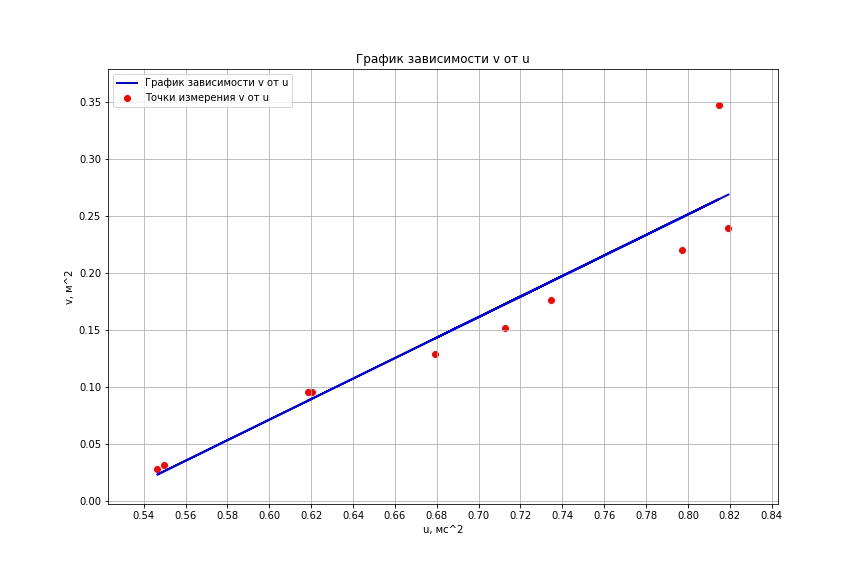 График зависимости v от u
График зависимости v от u
Точки измерения v от u
0.35
0.30
0.25
0.20
0.15
0.10
0.05
0.00
v, м^2
0.54 0.56 0.58 0.60 0.62 0.64 0.66 0.68 0.70 0.72 0.74 0.76 0.78 0.80 0.82 0.84
u, мс^2